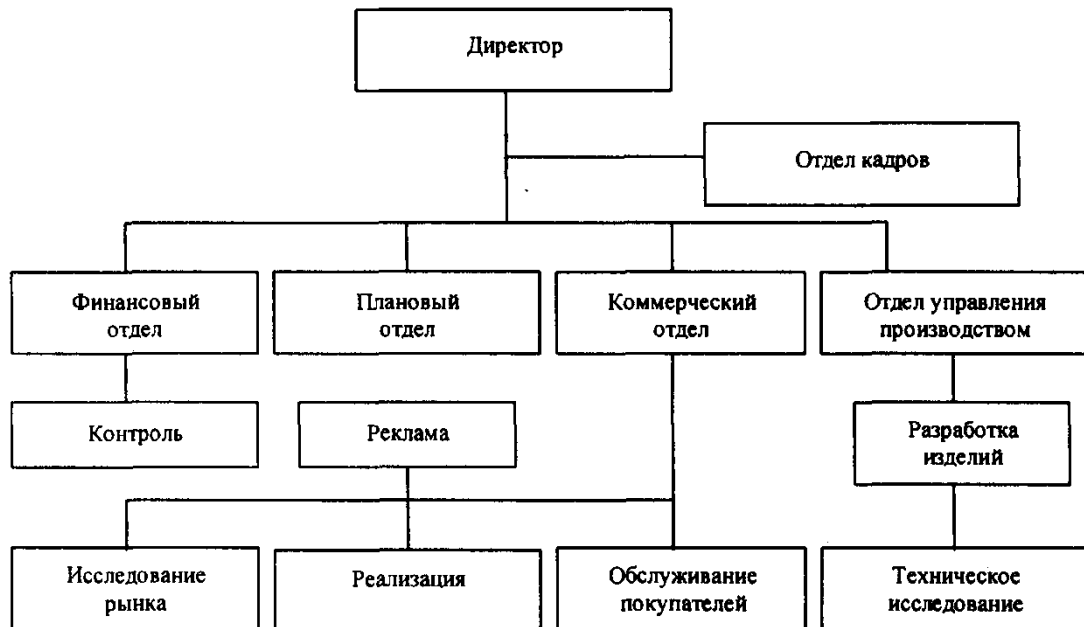 Директор
Отдел кадров
Финансовый
отдел
Плановый
отдел
Коммерческий
отдел
Отдел управления
производством
Контроль
Реклама
Разработка
изделий
Исследование
рынка
Реализация
Обслуживание
покупателей
Техническое
исследование